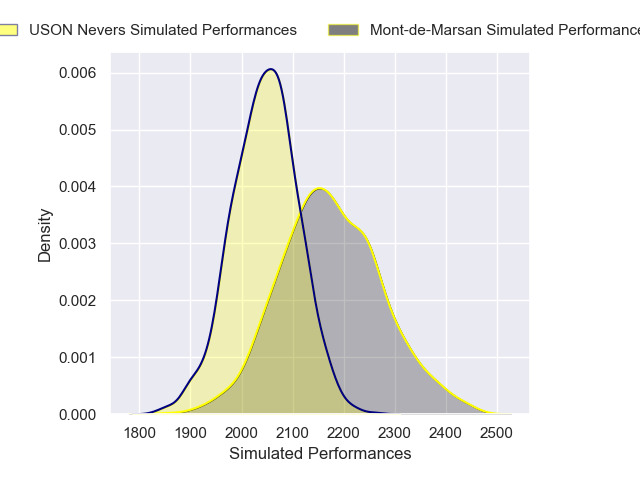 USON Nevers Simulated Performances
Mont-de-Marsan Simulated Performance
0.006
0.005
0.004
0.003
0.002
0.001
0.000
Density
1800 1900 2000 2100 2200 2300 2400 2500
Simulated Performances